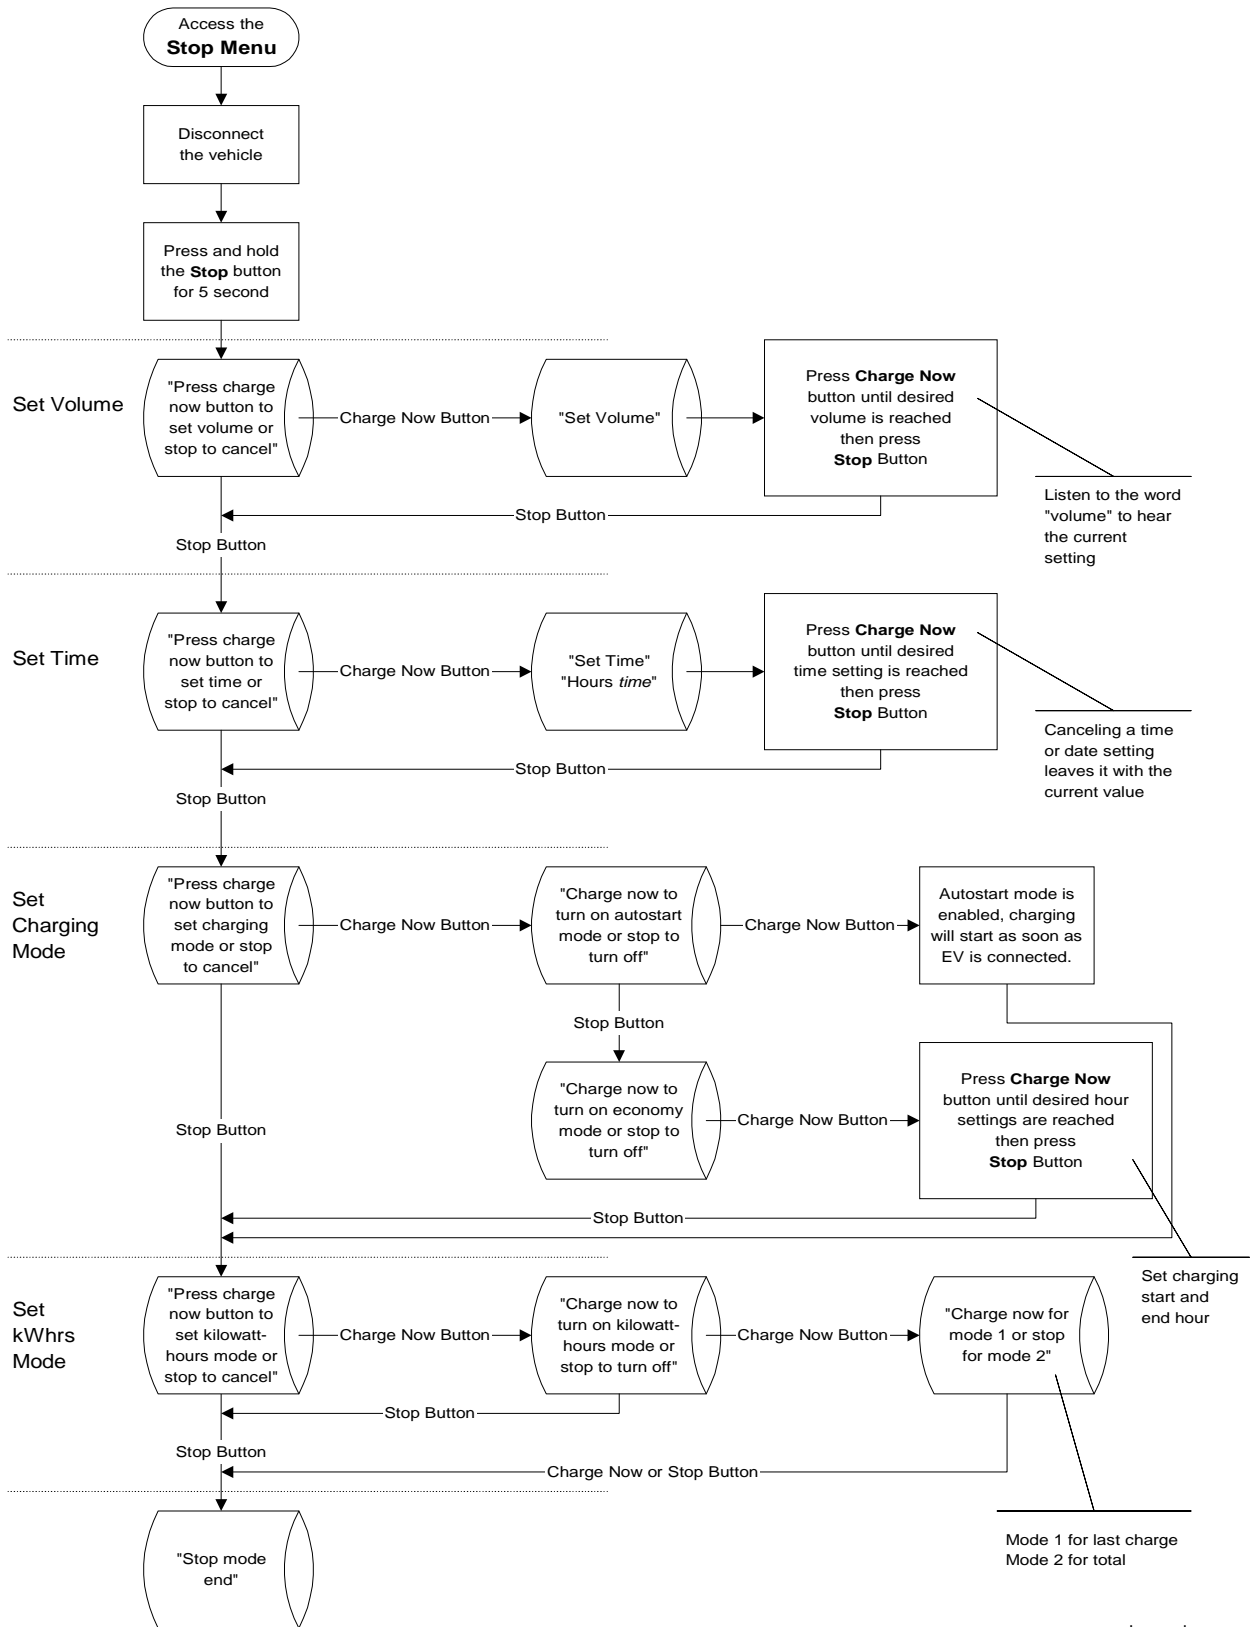 Access the
Stop Menu
Disconnect
the vehicle
Press and hold
the Stop button
for 5 second
Set Volume
"Press charge
now button to
set volume or
stop to cancel"
Charge Now Button
"Set Volume"
Press Charge Now
button until desired
volume is reached
then press
Stop Button
Listen to the word
"volume" to hear
the current
setting
Stop Button
Stop Button
Set Time
"Press charge
now button to
set time or
stop to cancel"
Charge Now Button
"Set Time"
"Hours time"
Press Charge Now
button until desired
time setting is reached
then press
Stop Button
Canceling a time
or date setting
leaves it with the
current value
Stop Button
Stop Button
Set
Charging
Mode
"Press charge
now button to
set charging
mode or stop
to cancel"
Charge Now Button
"Charge now to
turn on autostart
mode or stop to
turn off"
Charge Now Button
Autostart mode is
enabled, charging
will start as soon as
EV is connected.
Stop Button
"Charge now to
turn on economy
mode or stop to
turn off"
Charge Now Button
Press Charge Now
button until desired hour
settings are reached
then press
Stop Button
Stop Button
Stop Button
Set charging
start and
end hour
Set
kWhrs
Mode
"Press charge
now button to
set kilowatt-
hours mode or
stop to cancel"
Charge Now Button
"Charge now to
turn on kilowatt-
hours mode or
stop to turn off"
Charge Now Button
"Charge now for
mode 1 or stop
for mode 2"
Stop Button
Stop Button
Charge Now or Stop Button
Mode 1 for last charge
Mode 2 for total
"Stop mode
end"